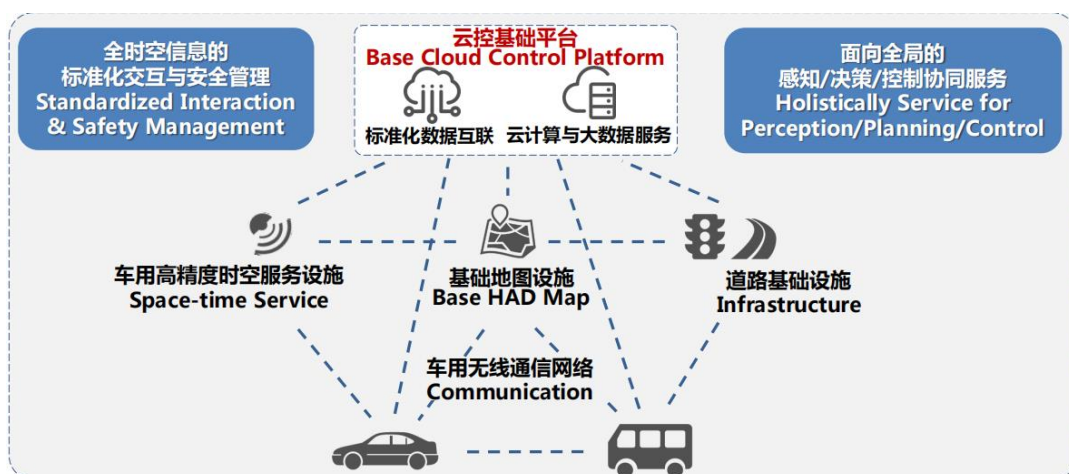 全时空信息的
标准化交互与安全管理
Standardized Interaction
& Safety Management
云控基础平台
Base Cloud Control Platform
标准化数据互联
云计算与大数据服务
面向全局的
感知/决策/控制协同服务
Holistically Service for
Perception/Planning/Control
车用高精度时空服务设施
Space-time Service
基础地图设施
Base HAD Map
道路基础设施
Infrastructure
车用无线通信网络
Communication